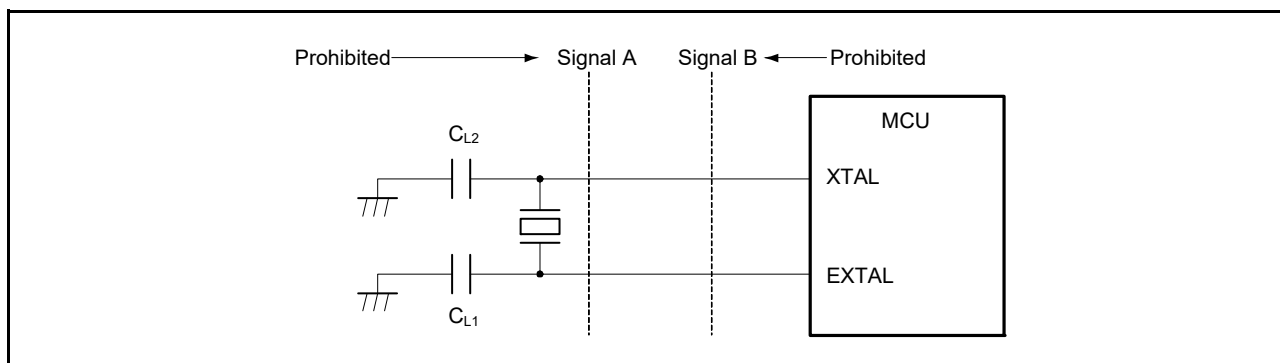 Prohibited Signal A Signal B Prohibited
MCU
CL2
XTAL
EXTAL
CL1